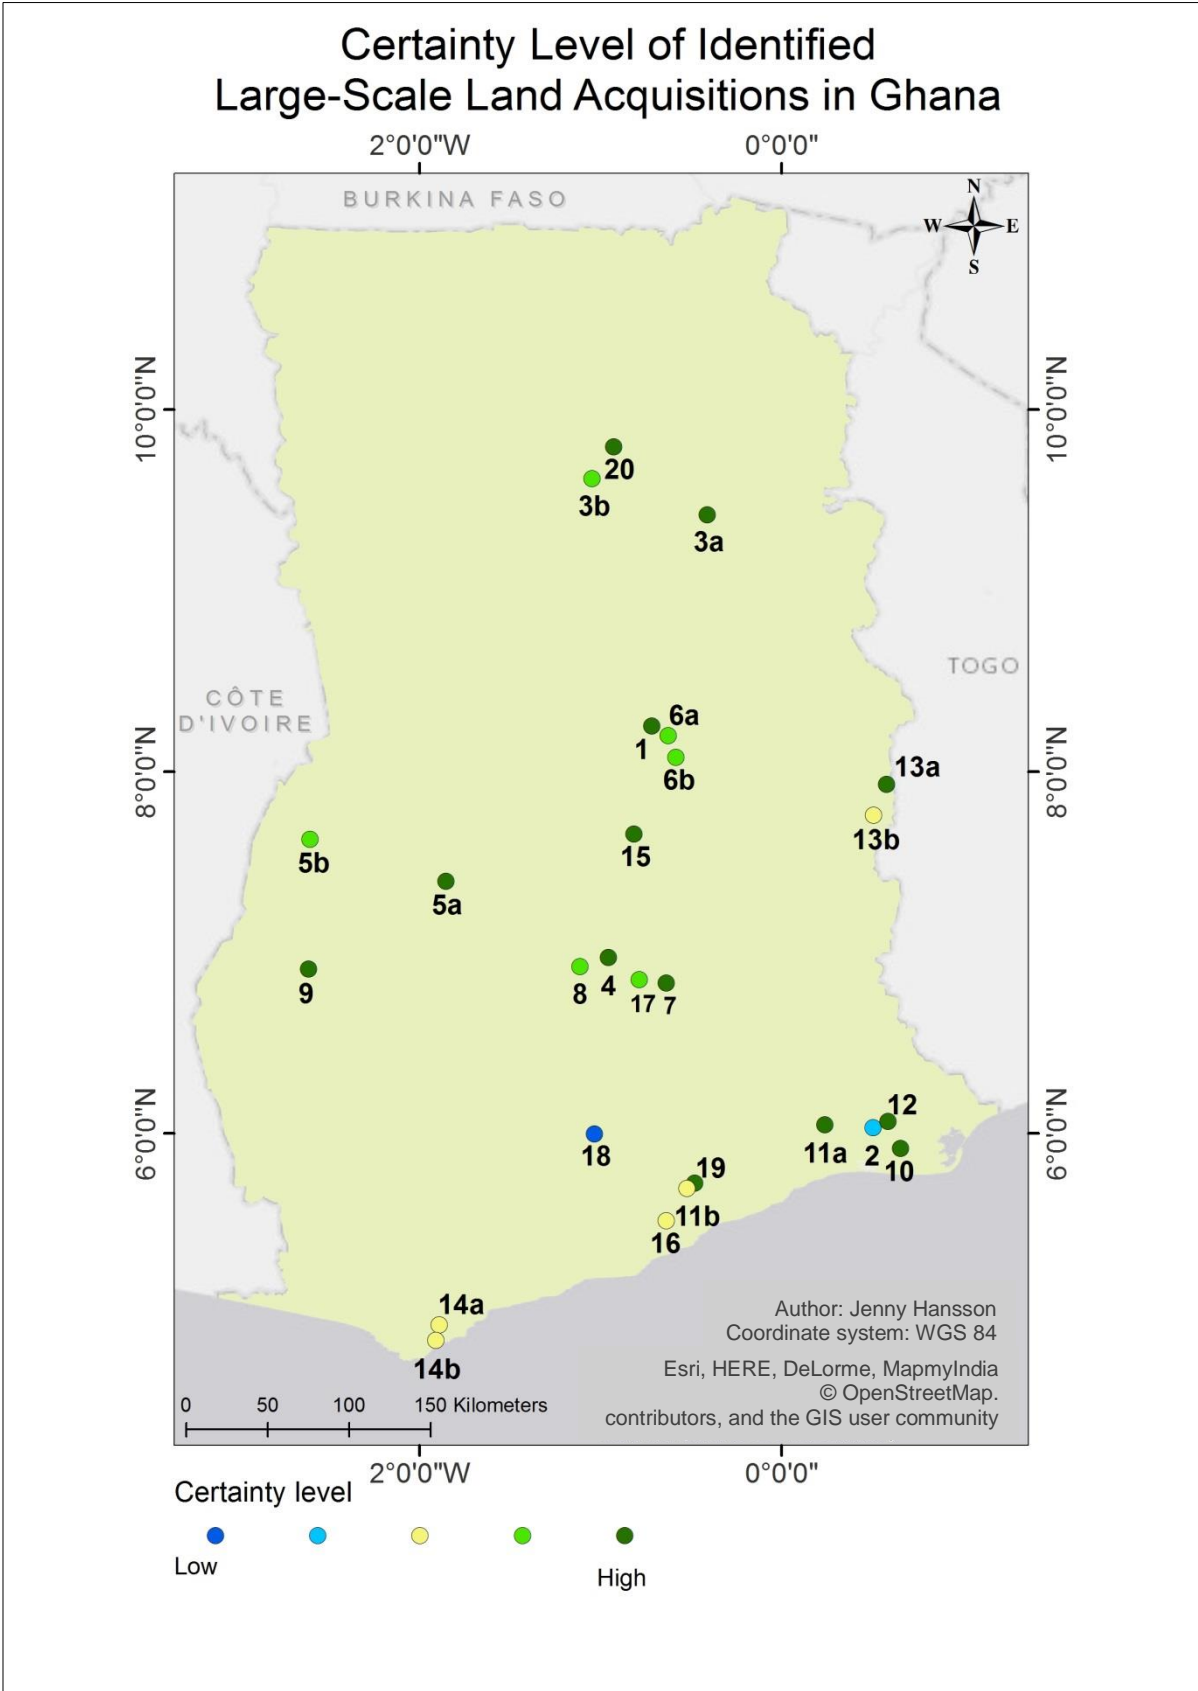 Certainty Level of Identified
Large-Scale Land Acquisitions in Ghana
2°0'0"W
0°0'0"
BURKINA FASO
N
W
E
S
10°0'0"N
10°0'0"N
20
3b
3a
TOGO
CÔTE
D'IVOIRE
6a
1
6b
8°0'0"N
8°0'0"N
13a
13b
15
5b
5a
9
8
4
17
7
6°0'0"N
6°0'0"N
12
18
11a
2
10
19
11b
16
14a
14b
Author: Jenny Hansson
Coordinate system: WGS 84
Esri, HERE, DeLorme, MapmyIndia
© OpenStreetMap.
contributors, and the GIS user community
0 50 100 150 Kilometers
2°0'0"W
0°0'0"
Certainty level
Low
High